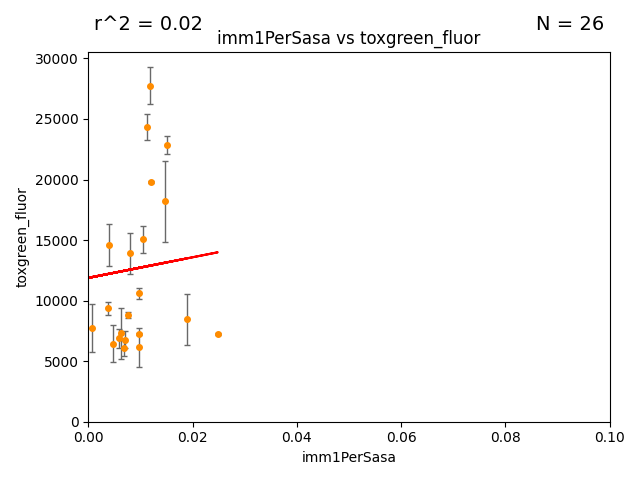 r^2 = 0.02
N = 26
imm1PerSasa vs toxgreen_fluor
30000
25000
20000
15000
10000
5000
0
toxgreen_fluor
0.00 0.02 0.04 0.06 0.08 0.10
imm1PerSasa